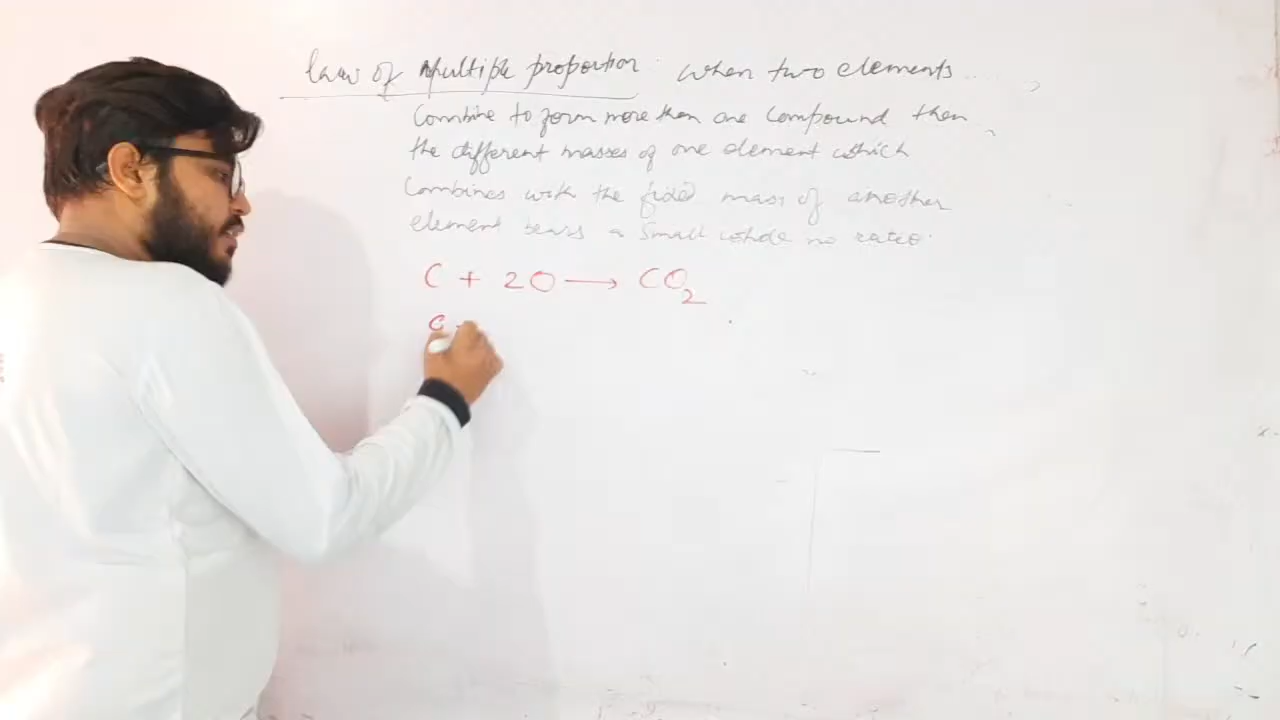 law of Multiple proportion when two elements
Combine to form more then one compound then
the different masses of one element which
Combines with the fixed mass of another
element bears a small whole no ratio.
C + 2O → CO₂
C